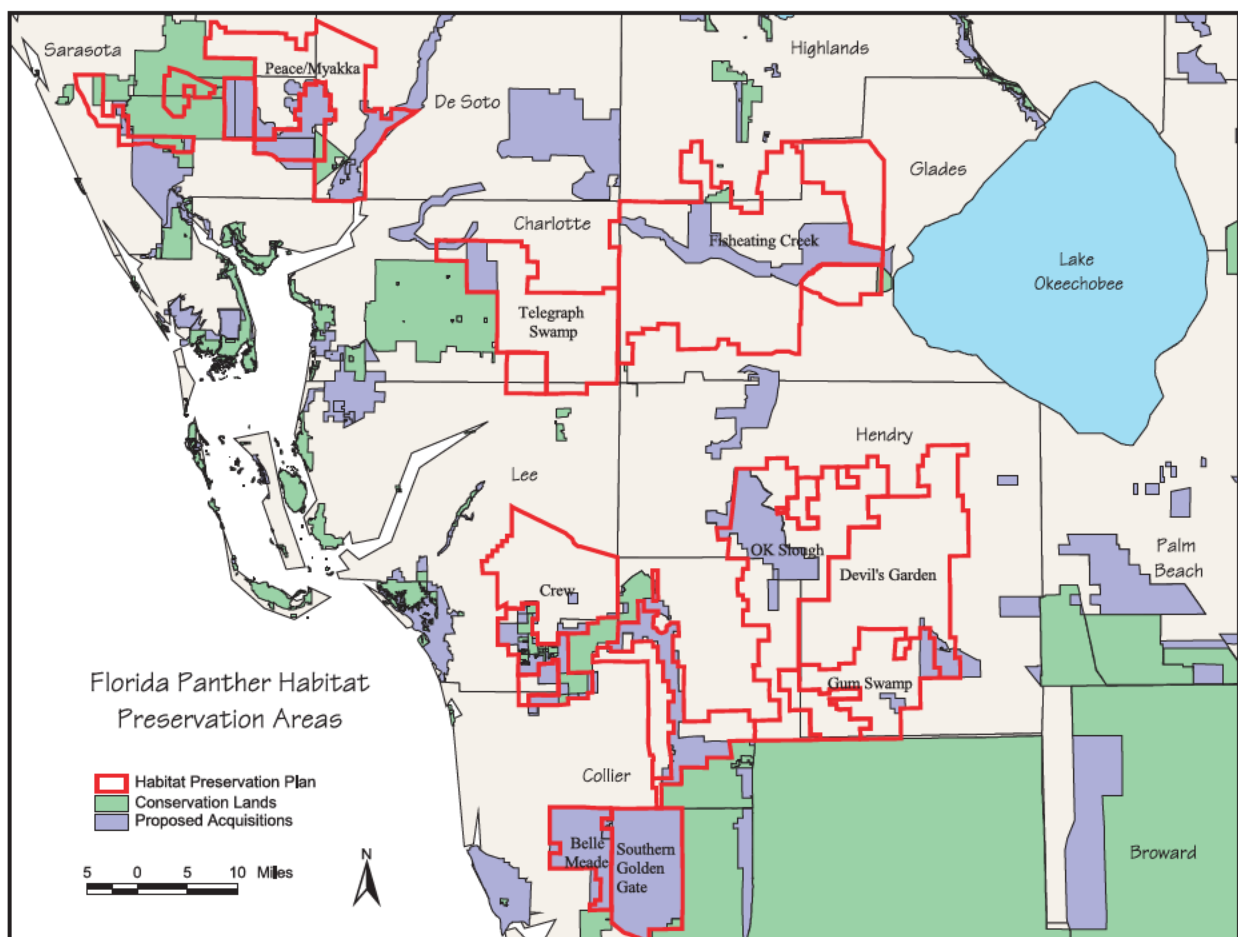 Sarasota
Peace/Myakka
De Soto
Highlands
Glades
Charlotte
Fisheating Creek
Lake
Okeechobee
Telegraph
Swamp
Hendry
Lee
OK Slough
Devil's Garden
Palm
Beach
Crew
Gum Swamp
Florida Panther Habitat
Preservation Areas
Collier
Habitat Preservation Plan
Conservation Lands
Proposed Acquisitions
Belle
Meade
Southern
Golden
Gate
Broward
5 0 5 10 Miles
N